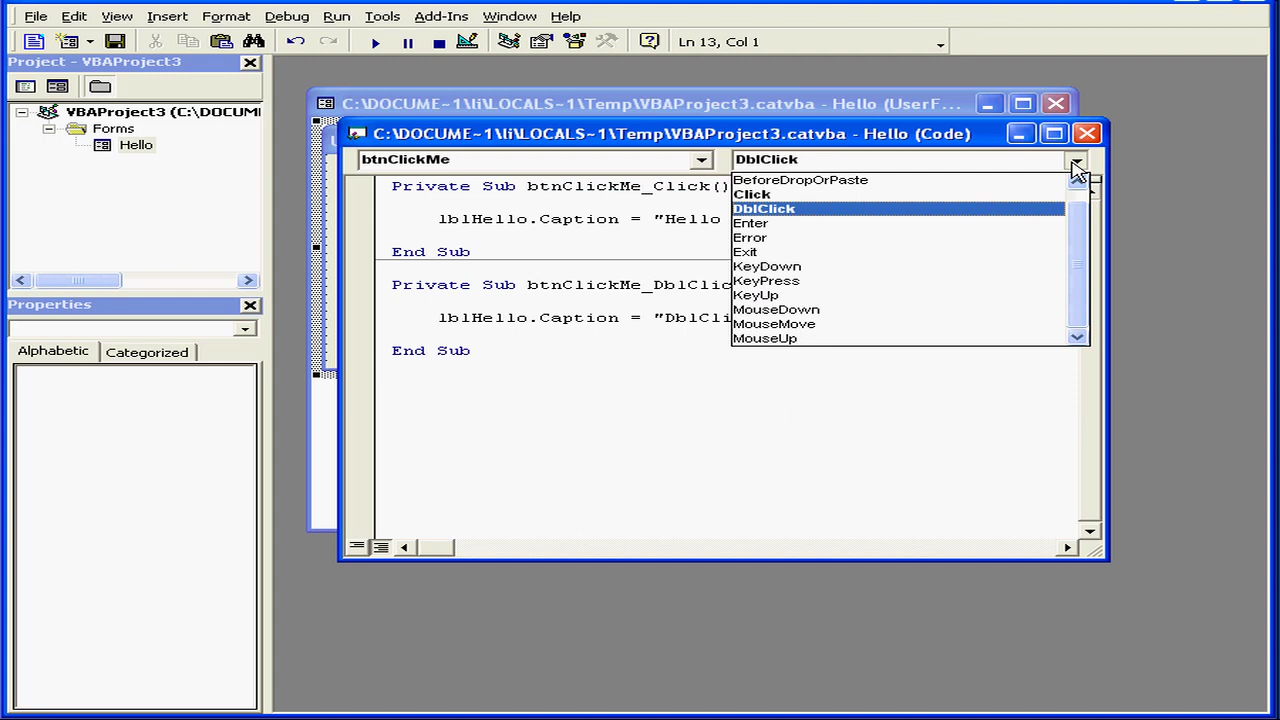 File Edit View Insert Format Debug Run Tools Add-Ins Window Help
Ln 13, Col 1
Project - VBAProject3
VBAProject3 (C:\DOCUME
Forms
Hello
Properties
Alphabetic Categorized
C:\DOCUME~1\li\LOCALS~1\Temp\VBAProject3.catvba - Hello (UserF...
C:\DOCUME~1\li\LOCALS~1\Temp\VBAProject3.catvba - Hello (Code)
btnClickMe DblClick
Private Sub btnClickMe_Click()
lblHello.Caption = "Hello
End Sub
Private Sub btnClickMe_DblClic
lblHello.Caption = "DblCli
End Sub
BeforeDropOrPaste
Click
DblClick
Enter
Error
Exit
KeyDown
KeyPress
KeyUp
MouseDown
MouseMove
MouseUp